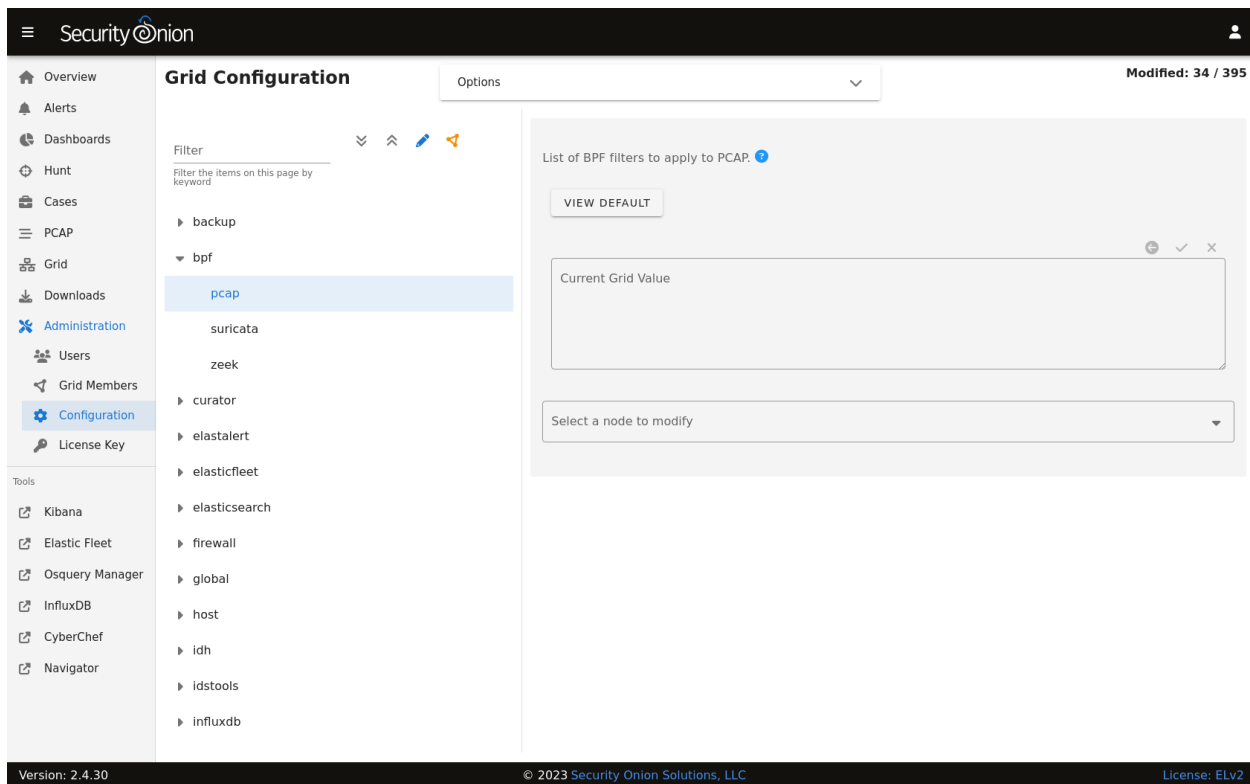 Security Onion
Overview
Alerts
Dashboards
Hunt
Cases
PCAP
Grid
Downloads
Administration
Users
Grid Members
Configuration
License Key
Tools
Kibana
Elastic Fleet
Osquery Manager
InfluxDB
CyberChef
Navigator
Grid Configuration
Options
Modified: 34 / 395
Filter
Filter the items on this page by
keyword
backup
bpf
pcap
suricata
zeek
curator
elastalert
elasticfleet
elasticsearch
firewall
global
host
idh
idstools
influxdb
List of BPF filters to apply to PCAP. ?
VIEW DEFAULT
Current Grid Value
Select a node to modify
Version: 2.4.30
© 2023 Security Onion Solutions, LLC
License: ELv2